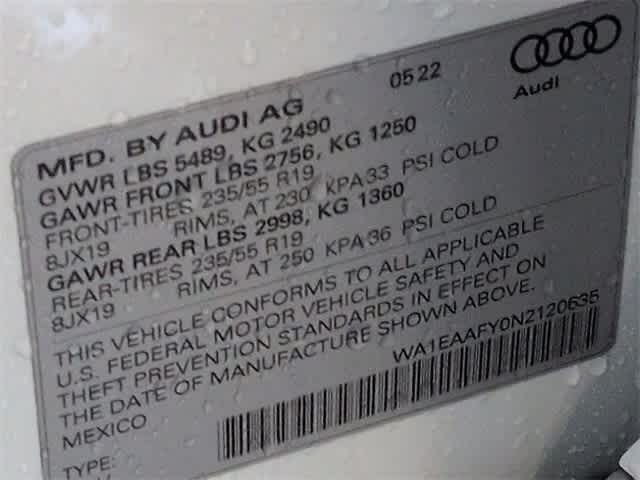 05 22
Audi
MFD. BY AUDI AG
GVWR LBS 5489, KG 2490
GAWR FRONT LBS 2756, KG 1250
FRONT-TIRES 235/55 R19
8JX19 RIMS, AT 230 KPA 33 PSI COLD
GAWR REAR LBS 2998, KG 1360
REAR-TIRES 235/55 R19
8JX19 RIMS, AT 250 KPA 36 PSI COLD
THIS VEHICLE CONFORMS TO ALL APPLICABLE
U.S. FEDERAL MOTOR VEHICLE SAFETY AND
THEFT PREVENTION STANDARDS IN EFFECT ON
THE DATE OF MANUFACTURE SHOWN ABOVE.
MEXICO WA1EAAFY0N2120635
TYPE: